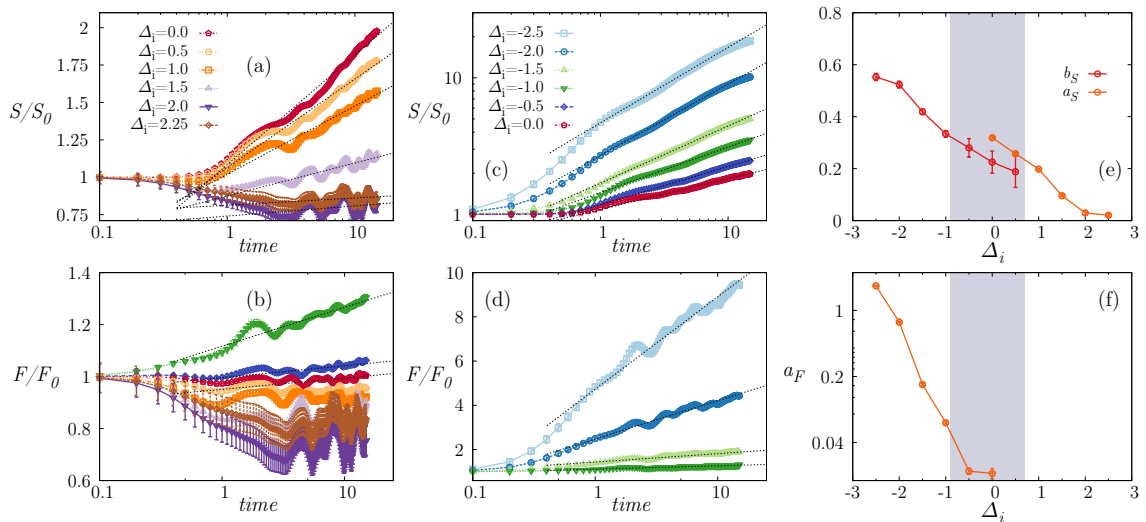 2
1.75
1.5
1.25
1
0.75
S/S0
Δi=0.0
Δi=0.5
Δi=1.0
Δi=1.5
Δi=2.0
Δi=2.25
(a)
0.1
1
10
time
10
1
S/S0
Δi=-2.5
Δi=-2.0
Δi=-1.5
Δi=-1.0
Δi=-0.5
Δi=0.0
(c)
0.1
1
10
time
0.8
0.6
0.4
0.2
0
(e)
bS
aS
-3
-2
-1
0
1
2
3
Δi
1.4
1.2
1
0.8
0.6
F/F0
(b)
0.1
1
10
time
10
8
6
4
2
F/F0
(d)
0.1
1
10
time
1
0.2
0.04
aF
(f)
-3
-2
-1
0
1
2
3
Δi